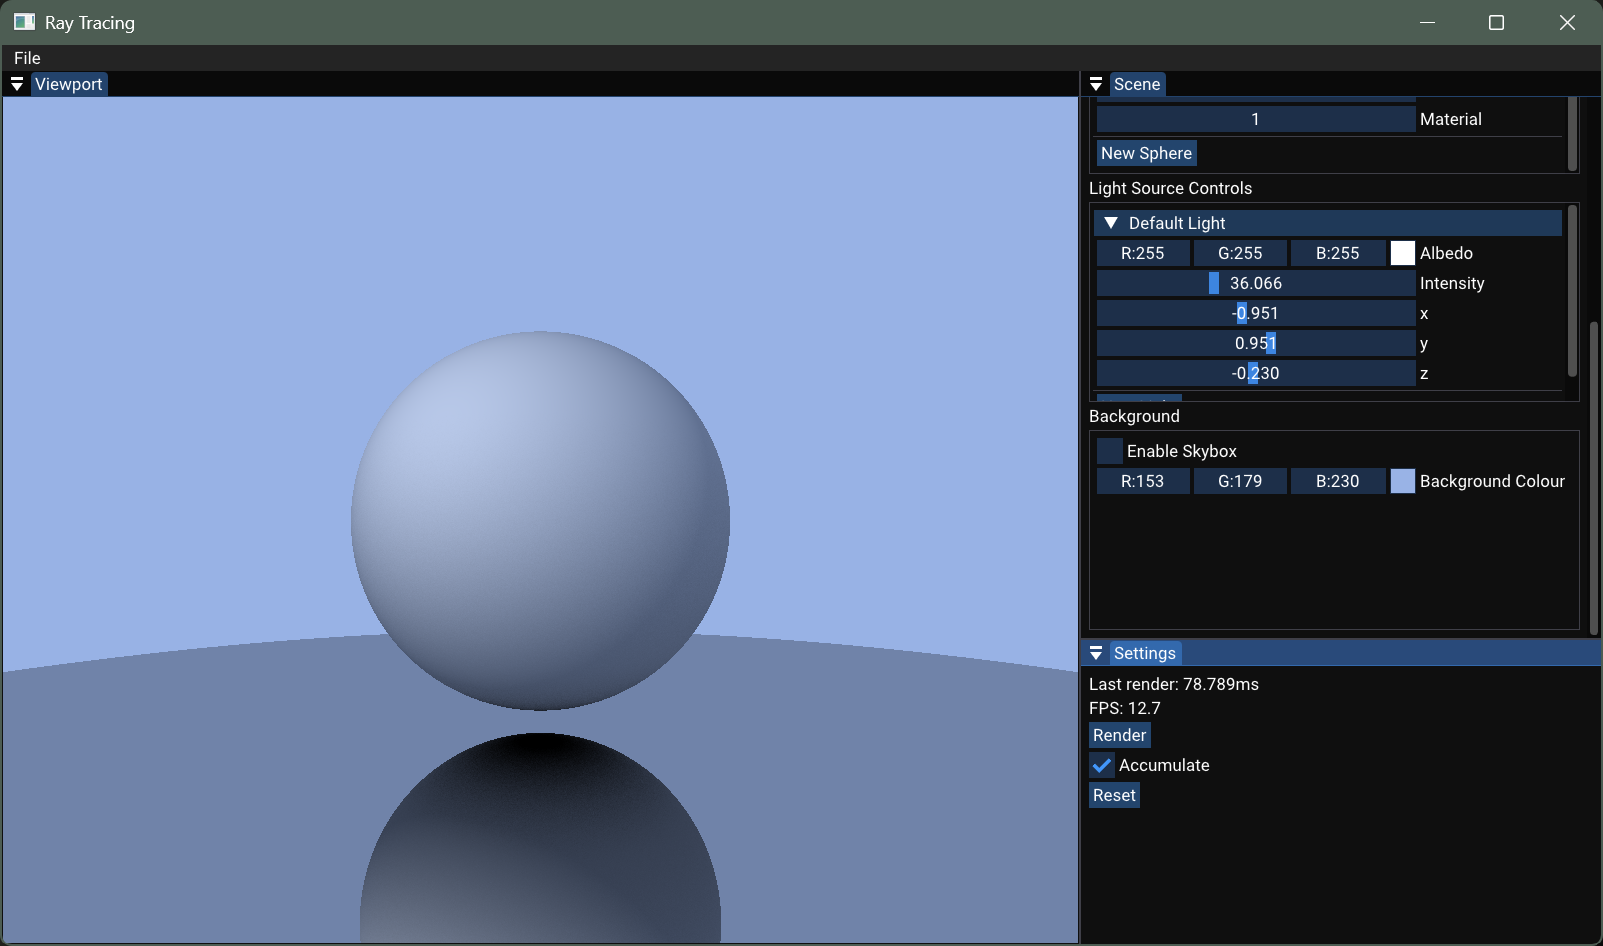 Ray Tracing
File
Viewport
Scene
1 Material
New Sphere
Light Source Controls
Default Light
R:255 G:255 B:255 Albedo
36.066 Intensity
-0.951 x
0.951 y
-0.230 z
Background
Enable Skybox
R:153 G:179 B:230 Background Colour
Settings
Last render: 78.789ms
FPS: 12.7
Render
Accumulate
Reset